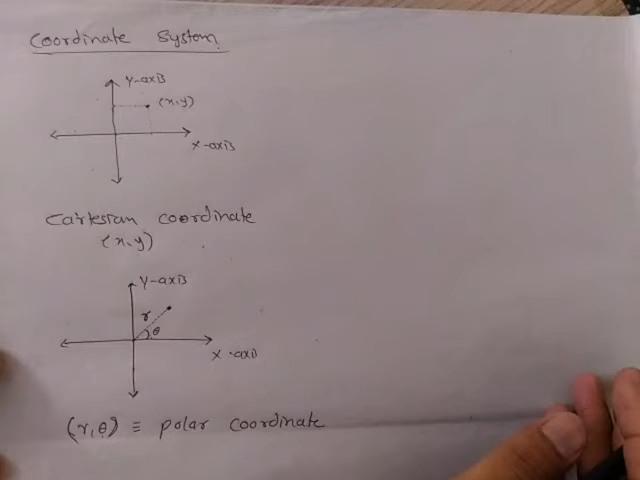 Coordinate System
Y-axis
(x,y)
X-axis
Cartesian coordinate
(x,y)
Y-axis
r
θ
X-axis
(r,θ) ≡ polar coordinate